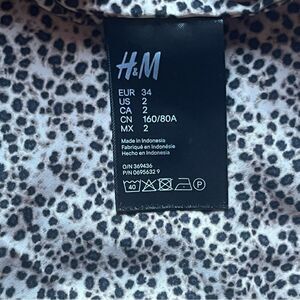 H&M
EUR 34
US 2
CA 2
CN 160/80A
MX 2
Made in Indonesia
Fabriqué en Indonésie
Hecho en Indonesia
O/N 369436
P/N 0695632 9
40 P